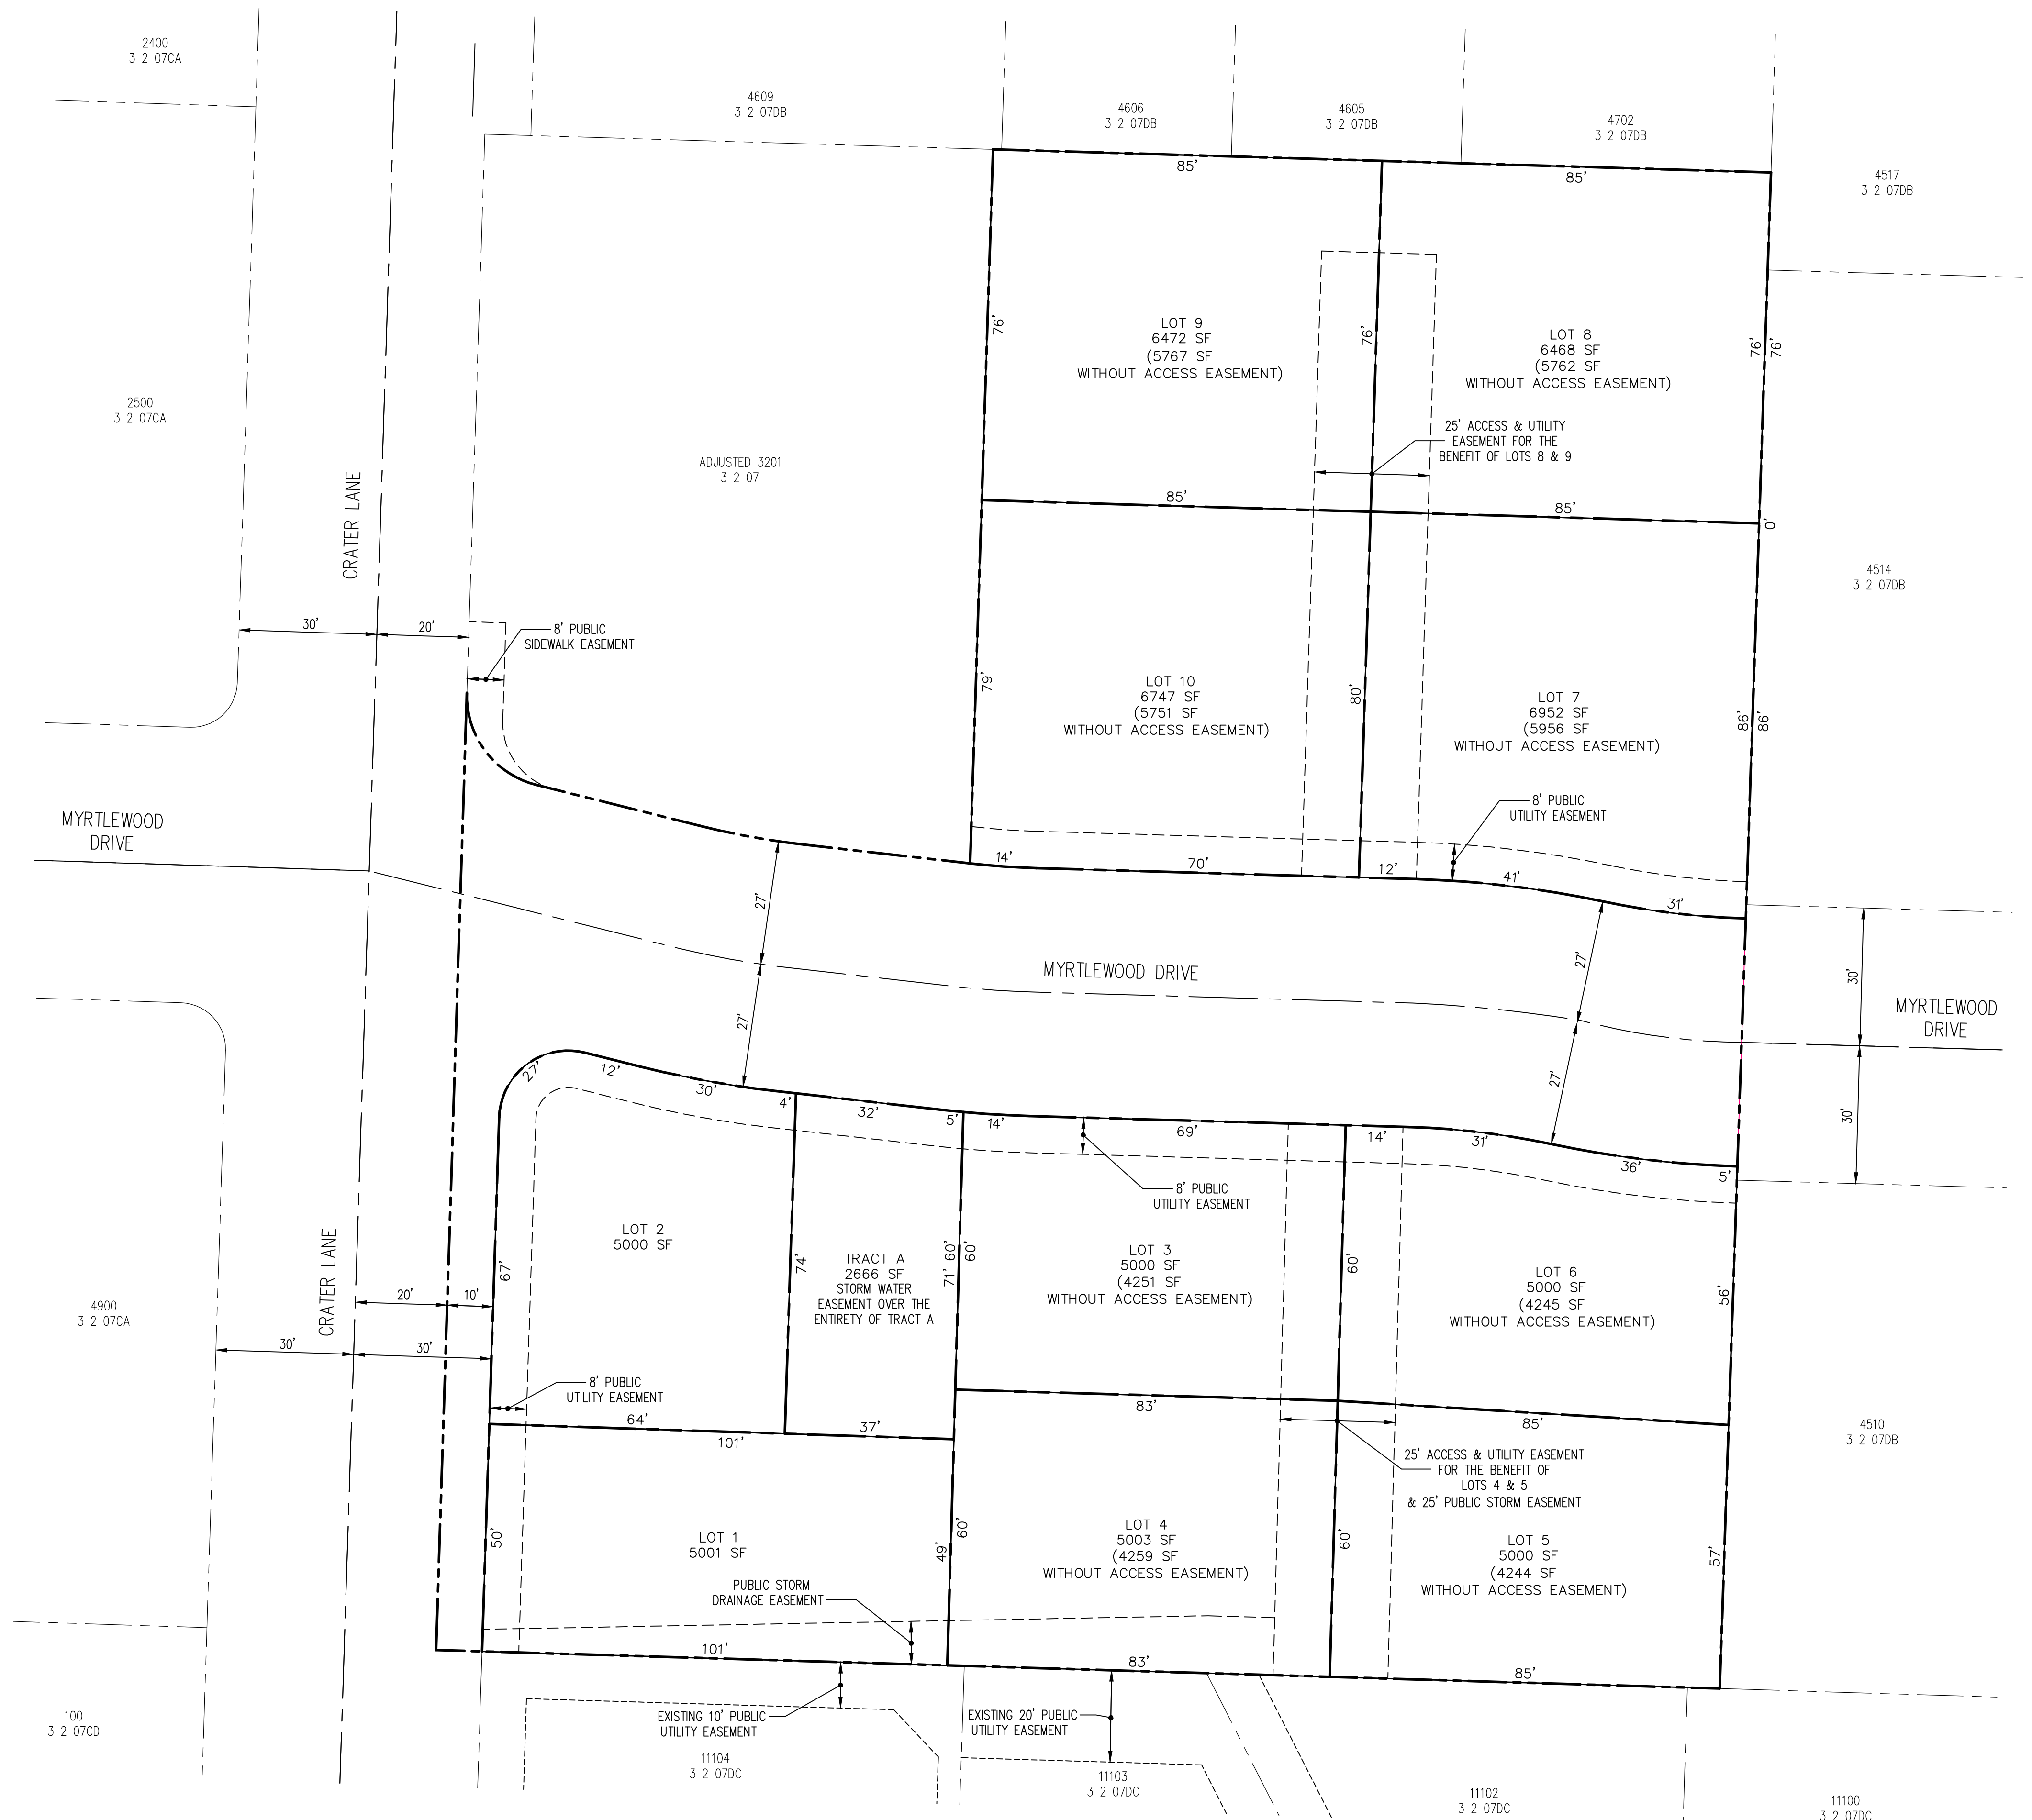 2400
3 2 07CA
4609
3 2 07DB
4606
3 2 07DB
4605
3 2 07DB
4702
3 2 07DB
4517
3 2 07DB
85'
85'
2500
3 2 07CA
ADJUSTED 3201
3 2 07
CRATER LANE
76'
LOT 9
6472 SF
(5767 SF
WITHOUT ACCESS EASEMENT)
76'
LOT 8
6468 SF
(5762 SF
WITHOUT ACCESS EASEMENT)
76'
76'
25' ACCESS & UTILITY
EASEMENT FOR THE
BENEFIT OF LOTS 8 & 9
85'
85'
0'
4514
3 2 07DB
30'
20'
8' PUBLIC
SIDEWALK EASEMENT
79'
LOT 10
6747 SF
(5751 SF
WITHOUT ACCESS EASEMENT)
80'
LOT 7
6952 SF
(5956 SF
WITHOUT ACCESS EASEMENT)
86'
86'
8' PUBLIC
UTILITY EASEMENT
MYRTLEWOOD
DRIVE
14'
70'
12'
41'
31'
27'
27'
MYRTLEWOOD DRIVE
27'
27'
30'
30'
MYRTLEWOOD
DRIVE
27'
12'
30'
4'
32'
5'
14'
69'
14'
31'
36'
5'
8' PUBLIC
UTILITY EASEMENT
CRATER LANE
67'
LOT 2
5000 SF
74'
TRACT A
2666 SF
STORM WATER
EASEMENT OVER THE
ENTIRETY OF TRACT A
71'
60'
60'
LOT 3
5000 SF
(4251 SF
WITHOUT ACCESS EASEMENT)
60'
LOT 6
5000 SF
(4245 SF
WITHOUT ACCESS EASEMENT)
56'
4900
3 2 07CA
20'
10'
30'
30'
8' PUBLIC
UTILITY EASEMENT
64'
37'
101'
83'
85'
4510
3 2 07DB
25' ACCESS & UTILITY EASEMENT
FOR THE BENEFIT OF
LOTS 4 & 5
& 25' PUBLIC STORM EASEMENT
50'
LOT 1
5001 SF
49'
60'
LOT 4
5003 SF
(4259 SF
WITHOUT ACCESS EASEMENT)
60'
LOT 5
5000 SF
(4244 SF
WITHOUT ACCESS EASEMENT)
57'
PUBLIC STORM
DRAINAGE EASEMENT
101'
83'
85'
100
3 2 07CD
EXISTING 10' PUBLIC
UTILITY EASEMENT
EXISTING 20' PUBLIC
UTILITY EASEMENT
11104
3 2 07DC
11103
3 2 07DC
11102
3 2 07DC
11100
3 2 07DC